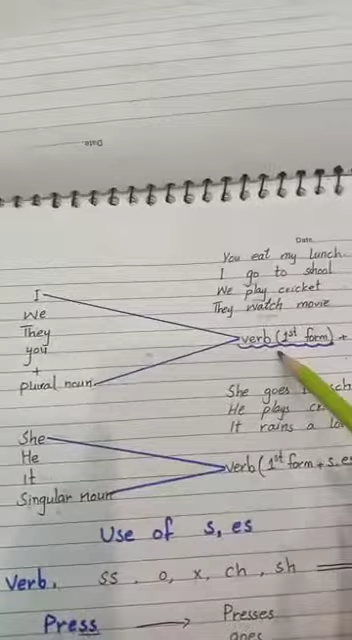 Date
Date
You eat my lunch.
I go to school
We play cricket
They watch movie
I
We
They
you
+
plural noun
verb (1st form) +
She goes
He plays
It rains a
She
He
It
Singular noun
verb (1st form + s, es
Use of s, es
Verb, ss, o, x, ch, sh
Press → Presses